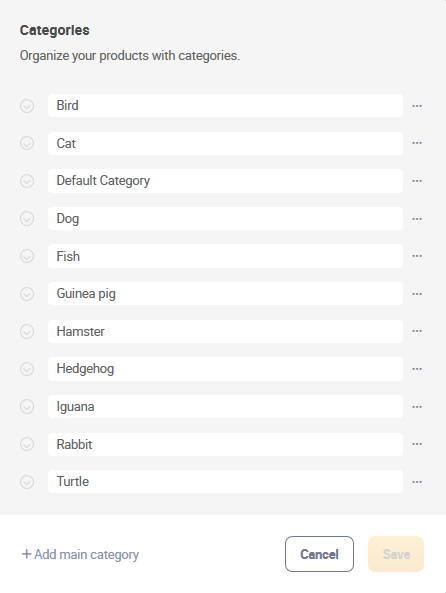 Categories
Organize your products with categories.
Bird
Cat
Default Category
Dog
Fish
Guinea pig
Hamster
Hedgehog
Iguana
Rabbit
Turtle
+ Add main category
Cancel
Save